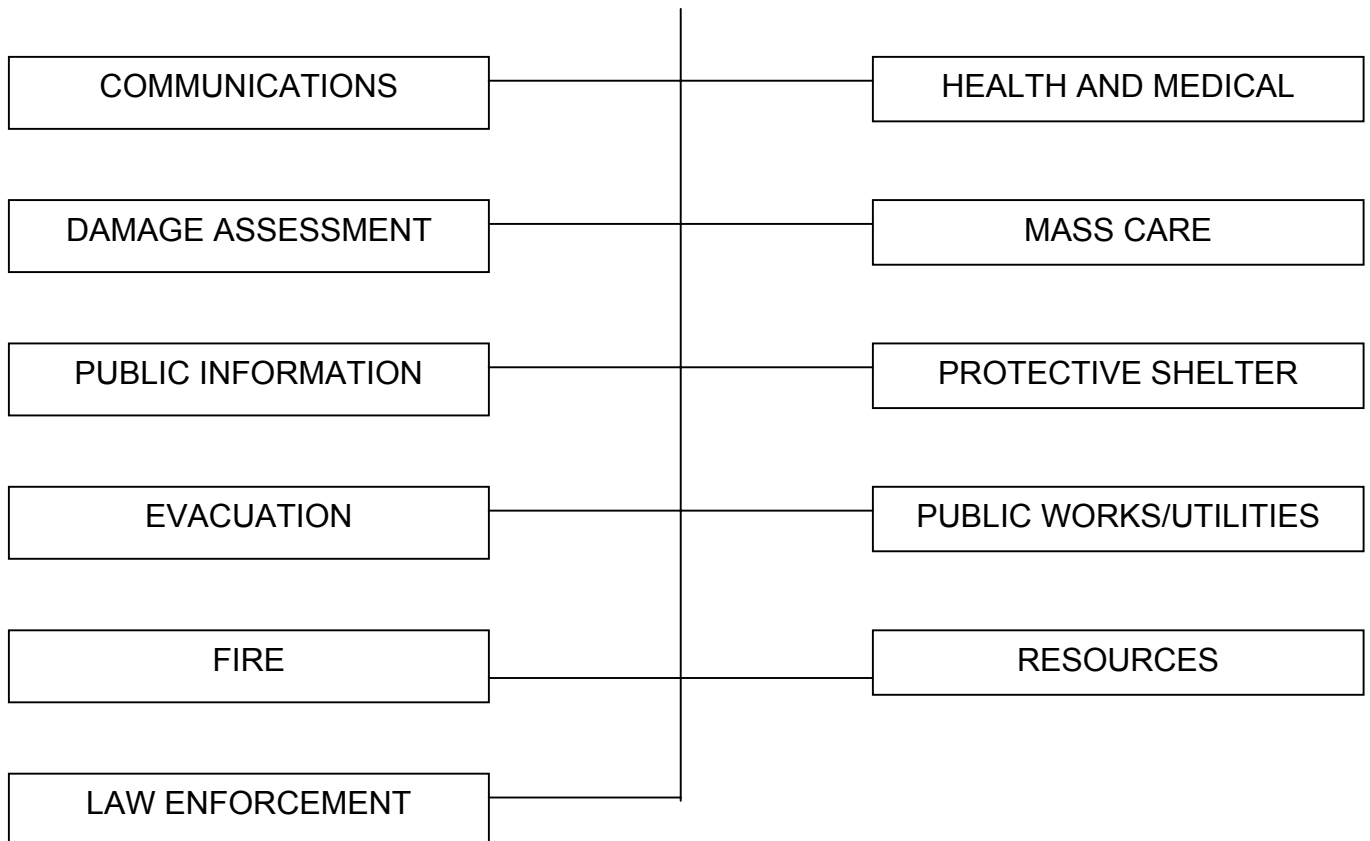 COMMUNICATIONS
HEALTH AND MEDICAL
DAMAGE ASSESSMENT
MASS CARE
PUBLIC INFORMATION
PROTECTIVE SHELTER
EVACUATION
PUBLIC WORKS/UTILITIES
FIRE
RESOURCES
LAW ENFORCEMENT